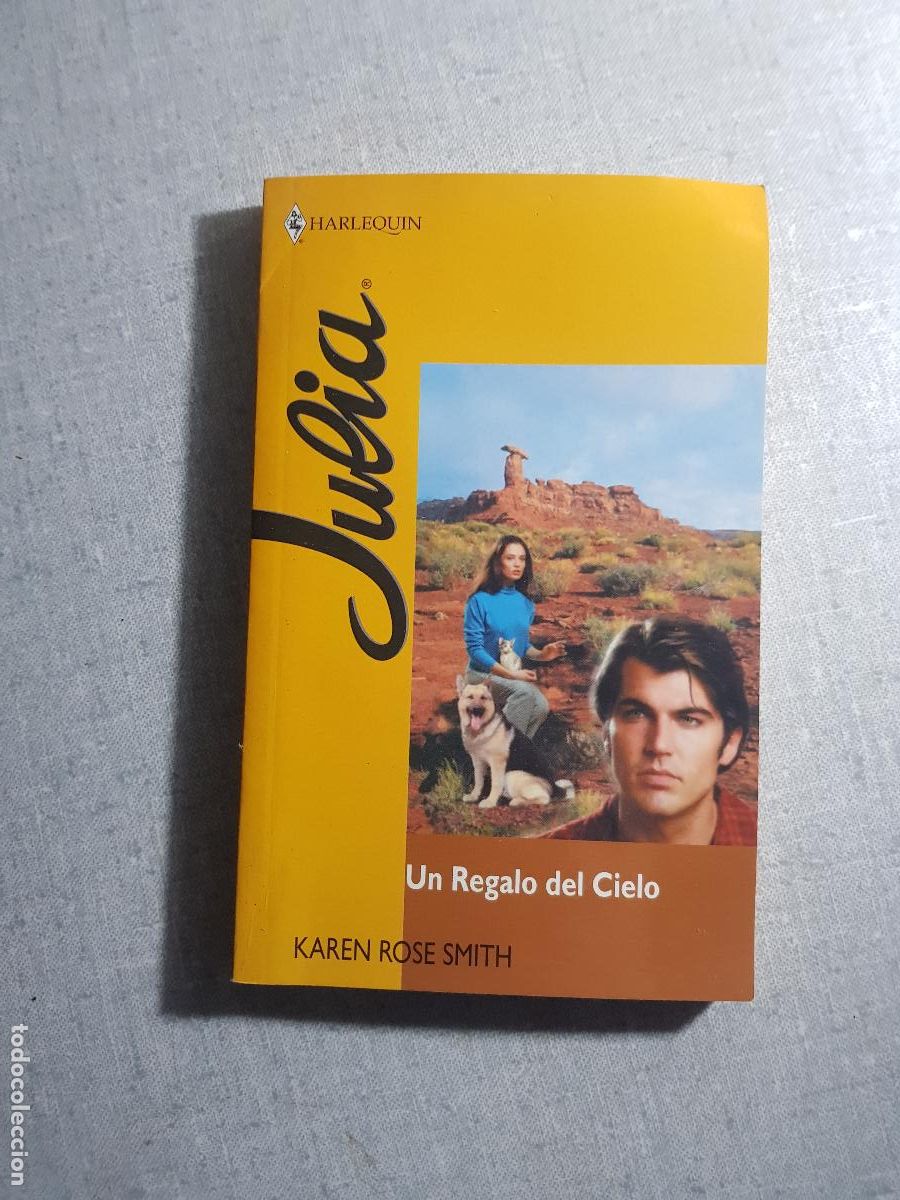 HARLEQUIN
Julia®
Un Regalo del Cielo
KAREN ROSE SMITH
todocoleccion